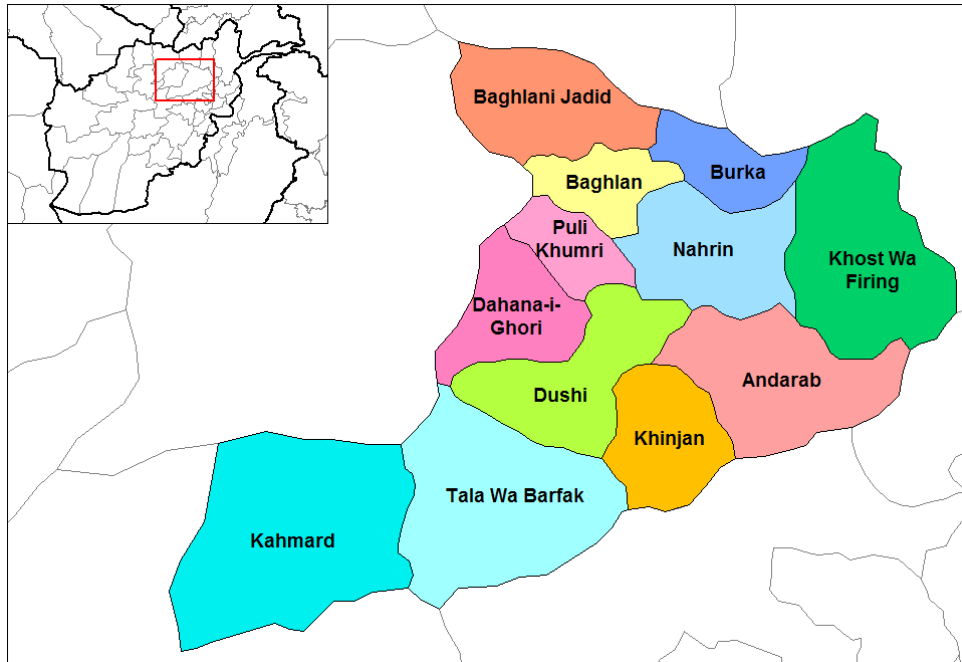 Baghlani Jadid
Burka
Baghlan
Puli
Khumri
Nahrin
Khost Wa
Firing
Dahana-i-
Ghori
Andarab
Dushi
Khinjan
Tala Wa Barfak
Kahmard